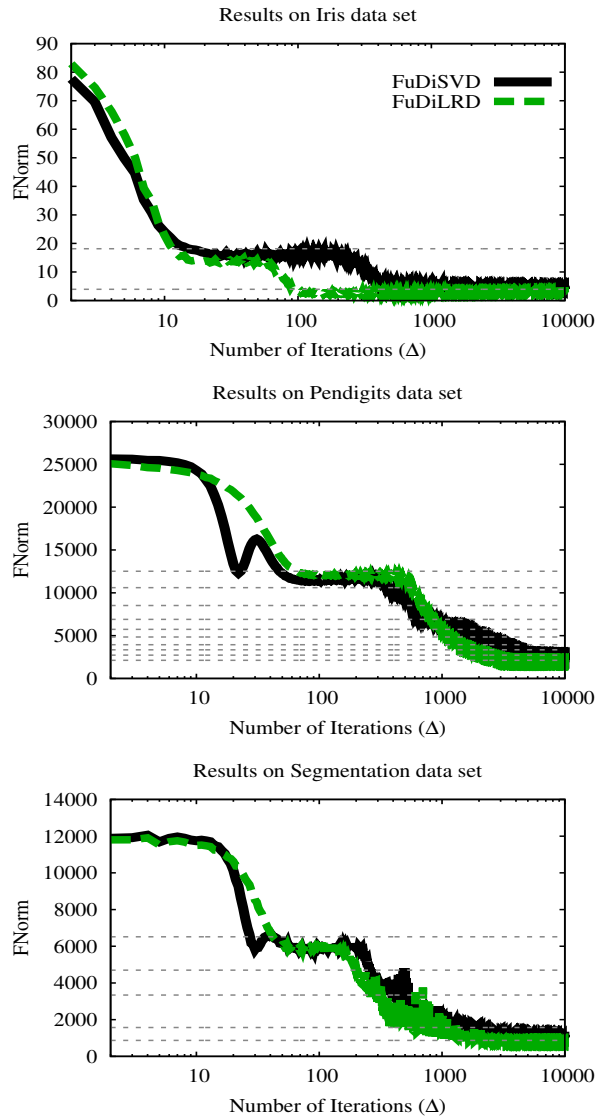 Results on Iris data set
90
80
70
60
50
40
30
20
10
0
FNorm
FuDiSVD
FuDiLRD
10 100 1000 10000
Number of Iterations (Δ)
Results on Pendigits data set
30000
25000
20000
15000
10000
5000
0
FNorm
10 100 1000 10000
Number of Iterations (Δ)
Results on Segmentation data set
14000
12000
10000
8000
6000
4000
2000
0
FNorm
10 100 1000 10000
Number of Iterations (Δ)